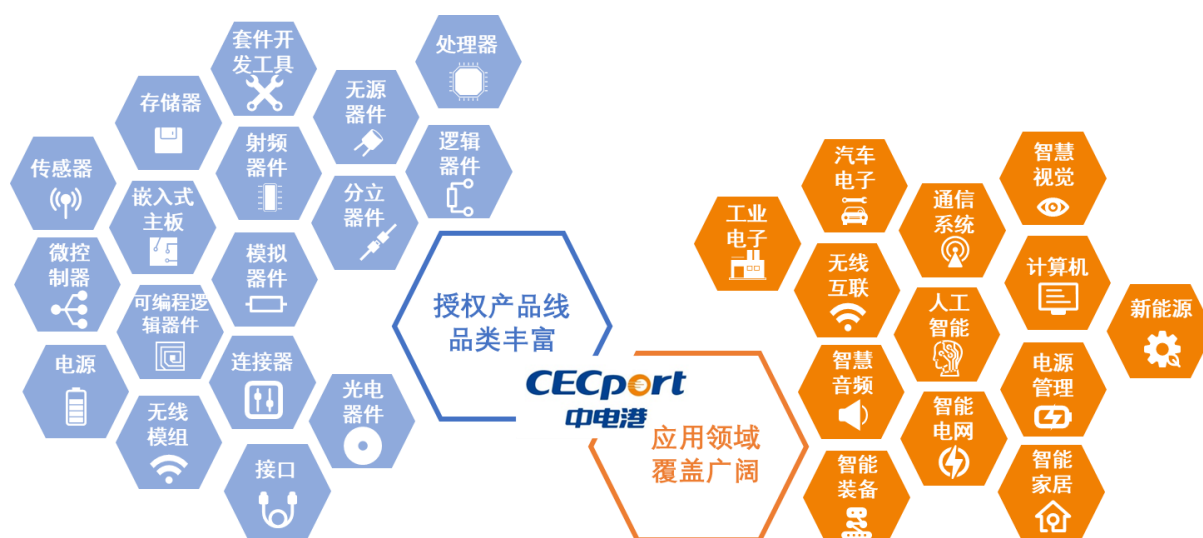 套件开
发工具
处理器
存储器
无源
器件
传感器
射频
器件
逻辑
器件
嵌入式
主板
分立
器件
微控
制器
模拟
器件
可编程逻
辑器件
电源
连接器
光电
器件
无线
模组
接口
授权产品线
品类丰富
CECport
中电港
应用领域
覆盖广阔
汽车
电子
智慧
视觉
工业
电子
通信
系统
无线
互联
计算机
人工
智能
新能源
智慧
音频
电源
管理
智能
电网
智能
装备
智能
家居